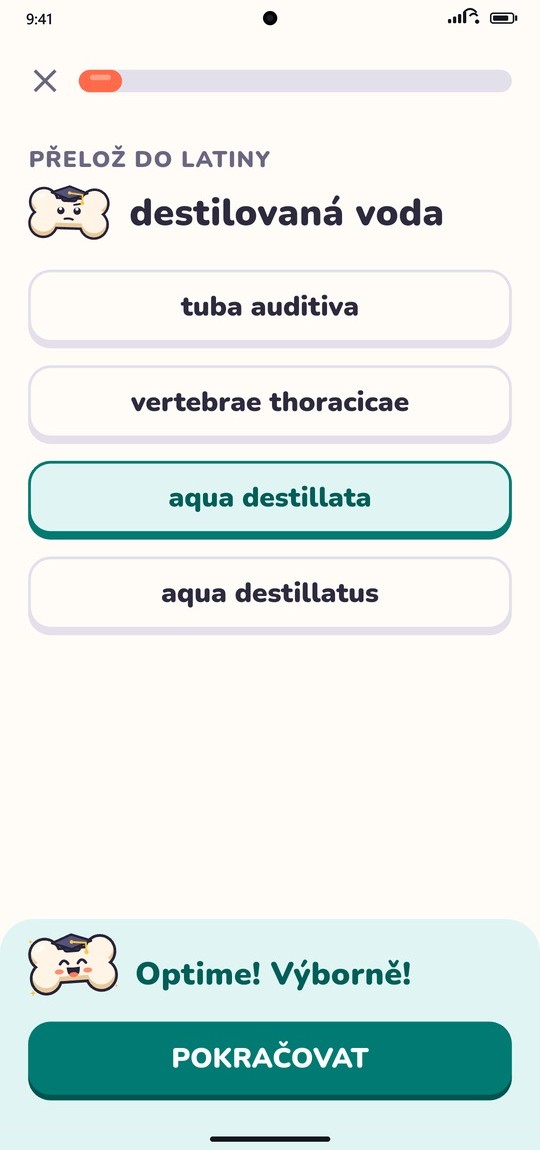 9:41
PŘELOŽ DO LATINY
destilovaná voda
tuba auditiva
vertebrae thoracicae
aqua destillata
aqua destillatus
Optime! Výborně!
POKRAČOVAT